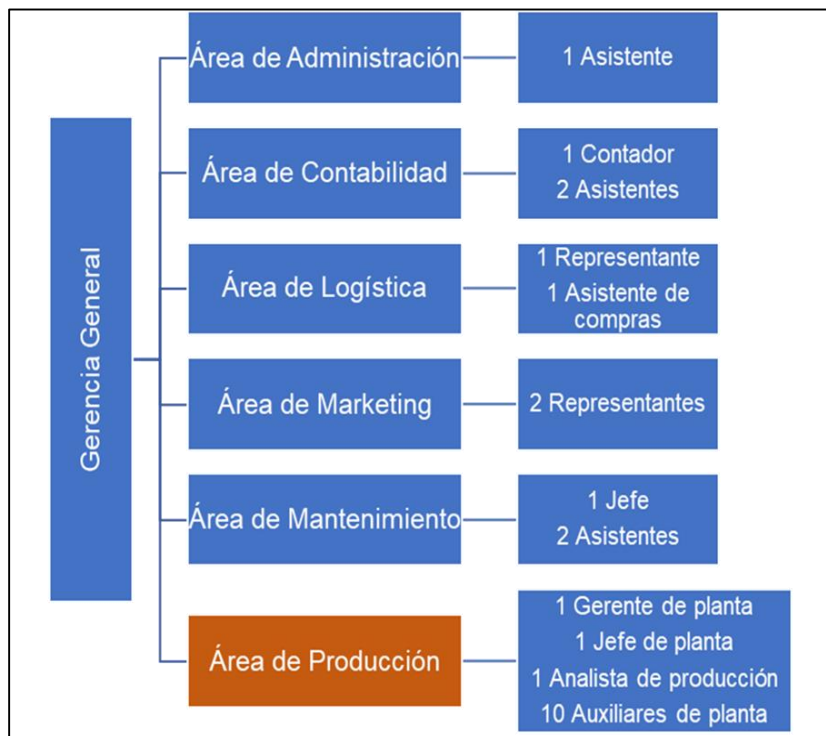 Gerencia General
Área de Administración
1 Asistente
Área de Contabilidad
1 Contador
2 Asistentes
Área de Logística
1 Representante
1 Asistente de
compras
Área de Marketing
2 Representantes
Área de Mantenimiento
1 Jefe
2 Asistentes
Área de Producción
1 Gerente de planta
1 Jefe de planta
1 Analista de producción
10 Auxiliares de planta